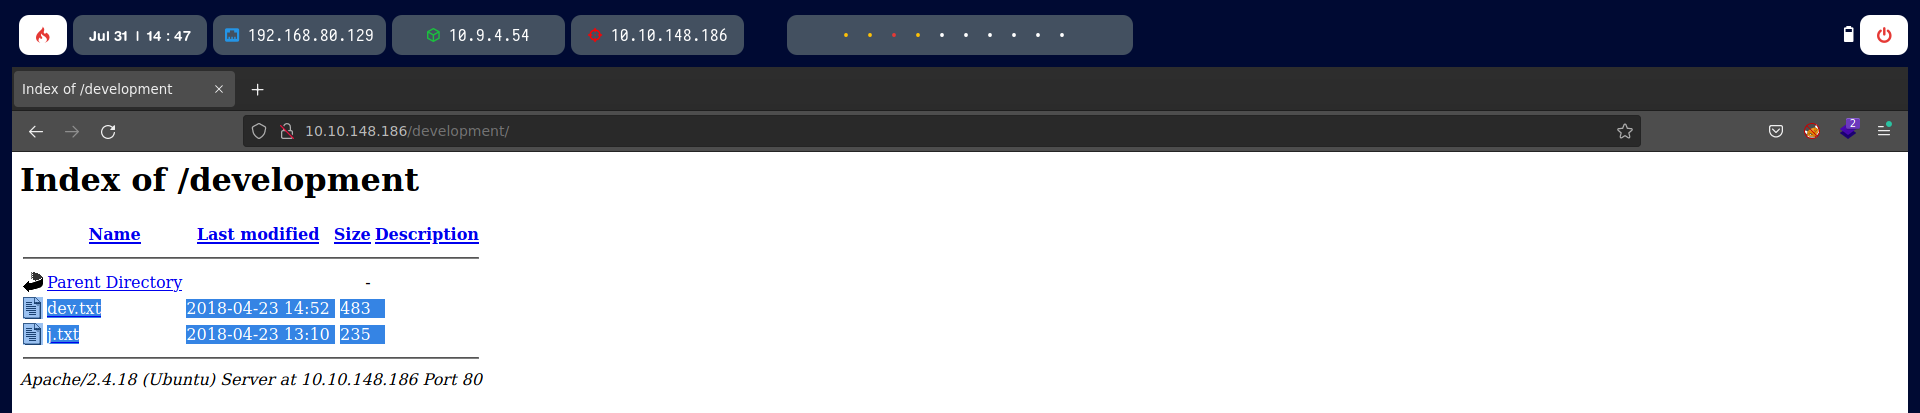 Jul 31 | 14 : 47 192.168.80.129 10.9.4.54 10.10.148.186
Index of /development
10.10.148.186/development/ 2
Index of /development
Name Last modified Size Description
Parent Directory -
dev.txt 2018-04-23 14:52 483
j.txt 2018-04-23 13:10 235
Apache/2.4.18 (Ubuntu) Server at 10.10.148.186 Port 80